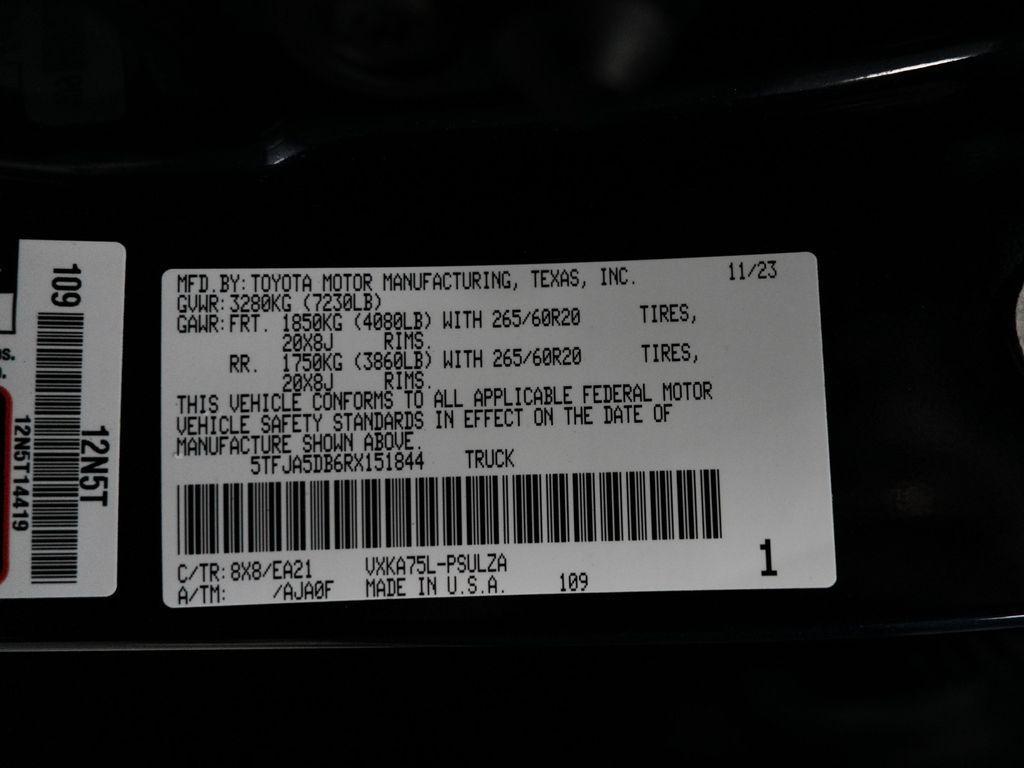 MFD.BY: TOYOTA MOTOR MANUFACTURING, TEXAS, INC. 11/23
GVWR: 3280KG (7230LB)
GAWR: FRT. 1850KG (4080LB) WITH 265/60R20 TIRES,
20X8J RIMS.
RR. 1750KG (3860LB) WITH 265/60R20 TIRES,
20X8J RIMS.
THIS VEHICLE CONFORMS TO ALL APPLICABLE FEDERAL MOTOR
VEHICLE SAFETY STANDARDS IN EFFECT ON THE DATE OF
MANUFACTURE SHOWN ABOVE.
5TFJA5DB6RX151844 TRUCK
C/TR: 8X8/EA21 VXKA75L-PSULZA
A/TM: /AJA0F MADE IN U.S.A. 109
1
109
12N5T
12N5T14419